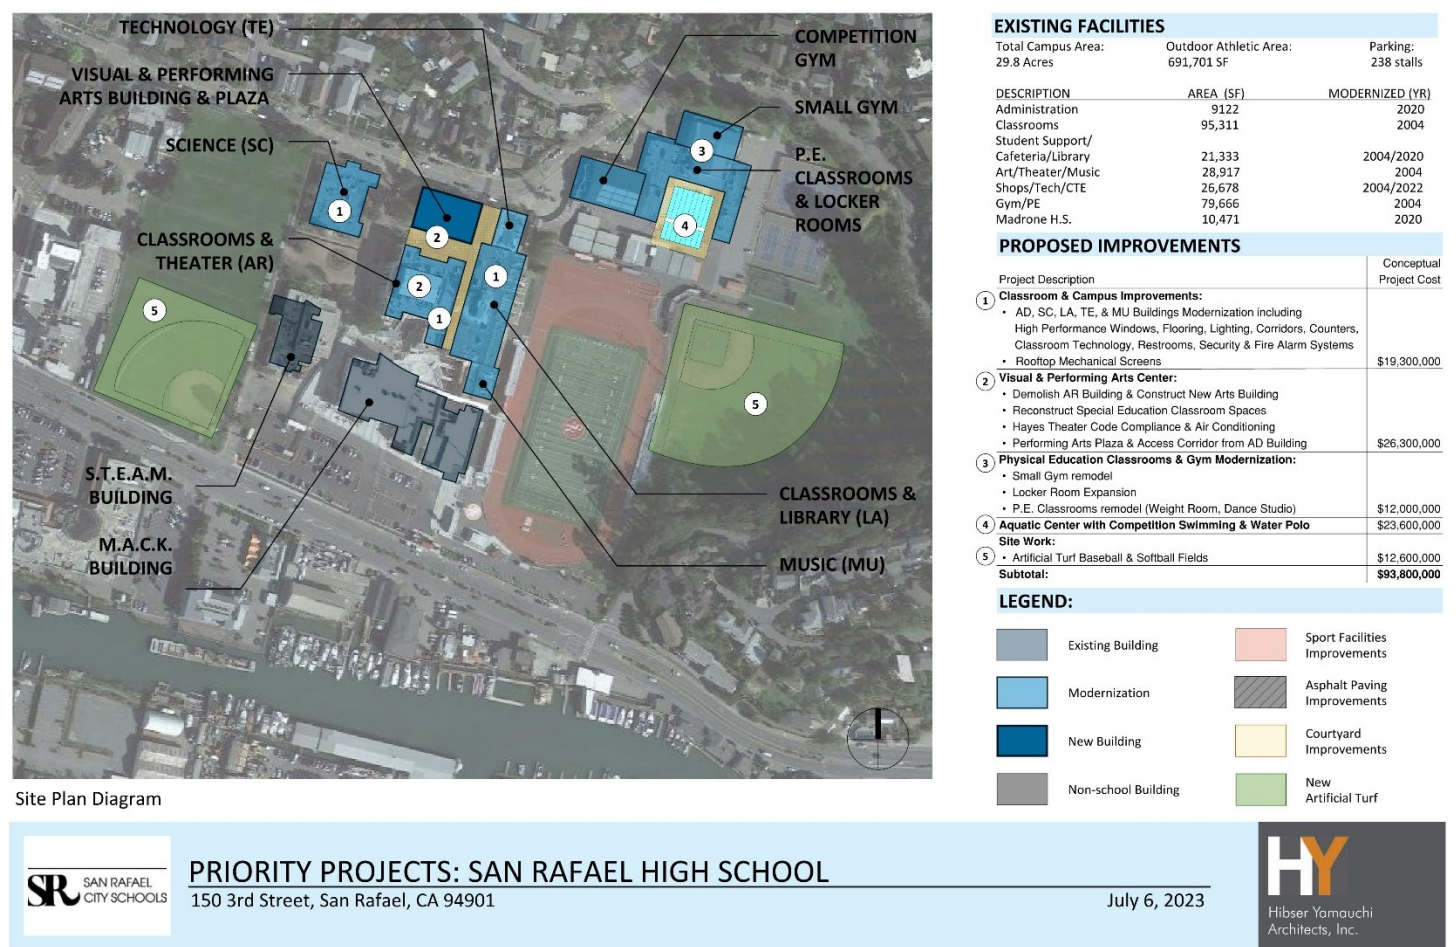 TECHNOLOGY (TE)
VISUAL & PERFORMING
ARTS BUILDING & PLAZA
SCIENCE (SC)
CLASSROOMS &
THEATER (AR)
S.T.E.A.M.
BUILDING
M.A.C.K.
BUILDING
COMPETITION
GYM
SMALL GYM
P.E.
CLASSROOMS
& LOCKER
ROOMS
CLASSROOMS &
LIBRARY (LA)
MUSIC (MU)
1
2
1
2
1
3
4
5
5
Site Plan Diagram
EXISTING FACILITIES
Total Campus Area: Outdoor Athletic Area: Parking:
29.8 Acres 691,701 SF 238 stalls
DESCRIPTION AREA (SF) MODERNIZED (YR)
Administration 9122 2020
Classrooms 95,311 2004
Student Support/
Cafeteria/Library 21,333 2004/2020
Art/Theater/Music 28,917 2004
Shops/Tech/CTE 26,678 2004/2022
Gym/PE 79,666 2004
Madrone H.S. 10,471 2020
PROPOSED IMPROVEMENTS
Conceptual
Project Description Project Cost
1 Classroom & Campus Improvements:
• AD, SC, LA, TE, & MU Buildings Modernization including
High Performance Windows, Flooring, Lighting, Corridors, Counters,
Classroom Technology, Restrooms, Security & Fire Alarm Systems
• Rooftop Mechanical Screens $19,300,000
2 Visual & Performing Arts Center:
• Demolish AR Building & Construct New Arts Building
• Reconstruct Special Education Classroom Spaces
• Hayes Theater Code Compliance & Air Conditioning
• Performing Arts Plaza & Access Corridor from AD Building $26,300,000
3 Physical Education Classrooms & Gym Modernization:
• Small Gym remodel
• Locker Room Expansion
• P.E. Classrooms remodel (Weight Room, Dance Studio) $12,000,000
4 Aquatic Center with Competition Swimming & Water Polo $23,600,000
Site Work:
5 • Artificial Turf Baseball & Softball Fields $12,600,000
Subtotal: $93,800,000
LEGEND:
Existing Building
Modernization
New Building
Non-school Building
Sport Facilities
Improvements
Asphalt Paving
Improvements
Courtyard
Improvements
New
Artificial Turf
SR SAN RAFAEL
CITY SCHOOLS
PRIORITY PROJECTS: SAN RAFAEL HIGH SCHOOL
150 3rd Street, San Rafael, CA 94901 July 6, 2023
HY
Hibser Yamauchi
Architects, Inc.